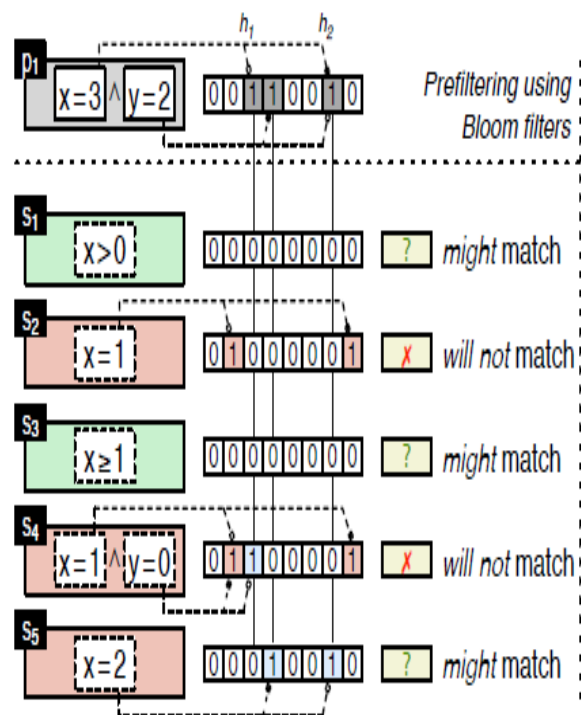 h1 h2
p1 x=3 ^ y=2 0 0 1 1 0 0 1 0 Prefiltering using
Bloom filters
s1 x>0 0 0 0 0 0 0 0 0 ? might match
s2 x=1 0 1 0 0 0 0 0 1 ✗ will not match
s3 x≥1 0 0 0 0 0 0 0 0 ? might match
s4 x=1 ^ y=0 0 1 1 0 0 0 0 1 ✗ will not match
s5 x=2 0 0 0 1 0 0 1 0 ? might match